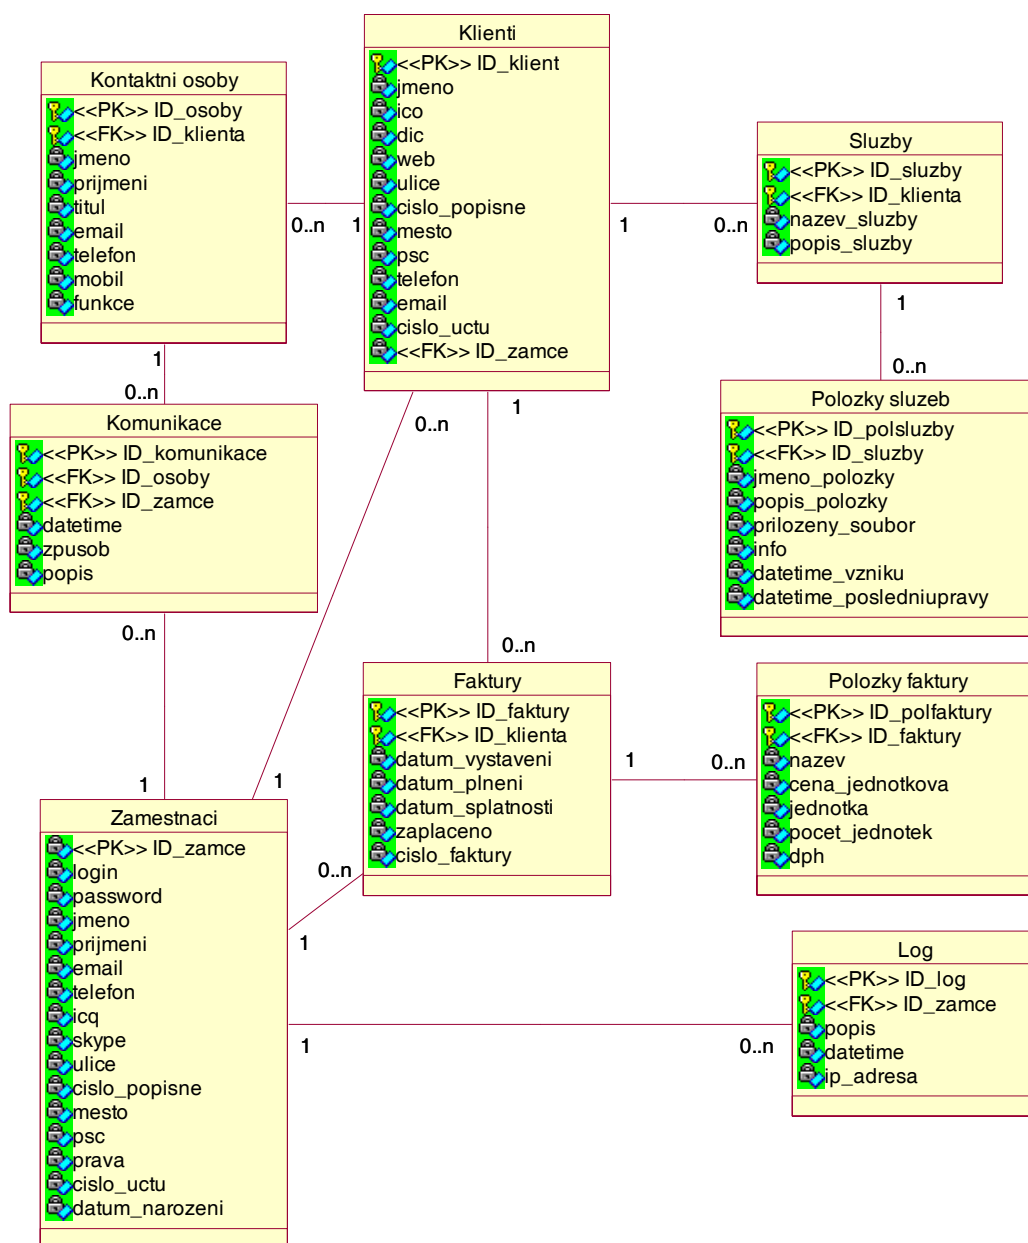 Klienti
<<PK>> ID_klient
jmeno
ico
dic
web
ulice
cislo_popisne
mesto
psc
telefon
email
cislo_uctu
<<FK>> ID_zamce
Kontaktni osoby
<<PK>> ID_osoby
<<FK>> ID_klienta
jmeno
prijmeni
titul
email
telefon
mobil
funkce
0..n
1
1
0..n
Sluzby
<<PK>> ID_sluzby
<<FK>> ID_klienta
nazev_sluzby
popis_sluzby
1
0..n
1
0..n
0..n
1
Komunikace
<<PK>> ID_komunikace
<<FK>> ID_osoby
<<FK>> ID_zamce
datetime
zpusob
popis
Polozky sluzeb
<<PK>> ID_polsluzby
<<FK>> ID_sluzby
jmeno_polozky
popis_polozky
prilozeny_soubor
info
datetime_vzniku
datetime_posledniupravy
0..n
0..n
1
1
Faktury
<<PK>> ID_faktury
<<FK>> ID_klienta
datum_vystaveni
datum_plneni
datum_splatnosti
zaplaceno
cislo_faktury
1
0..n
Polozky faktury
<<PK>> ID_polfaktury
<<FK>> ID_faktury
nazev
cena_jednotkova
jednotka
pocet_jednotek
dph
Zamestnaci
<<PK>> ID_zamce
login
password
jmeno
prijmeni
email
telefon
icq
skype
ulice
cislo_popisne
mesto
psc
prava
cislo_uctu
datum_narozeni
0..n
1
1
0..n
Log
<<PK>> ID_log
<<FK>> ID_zamce
popis
datetime
ip_adresa